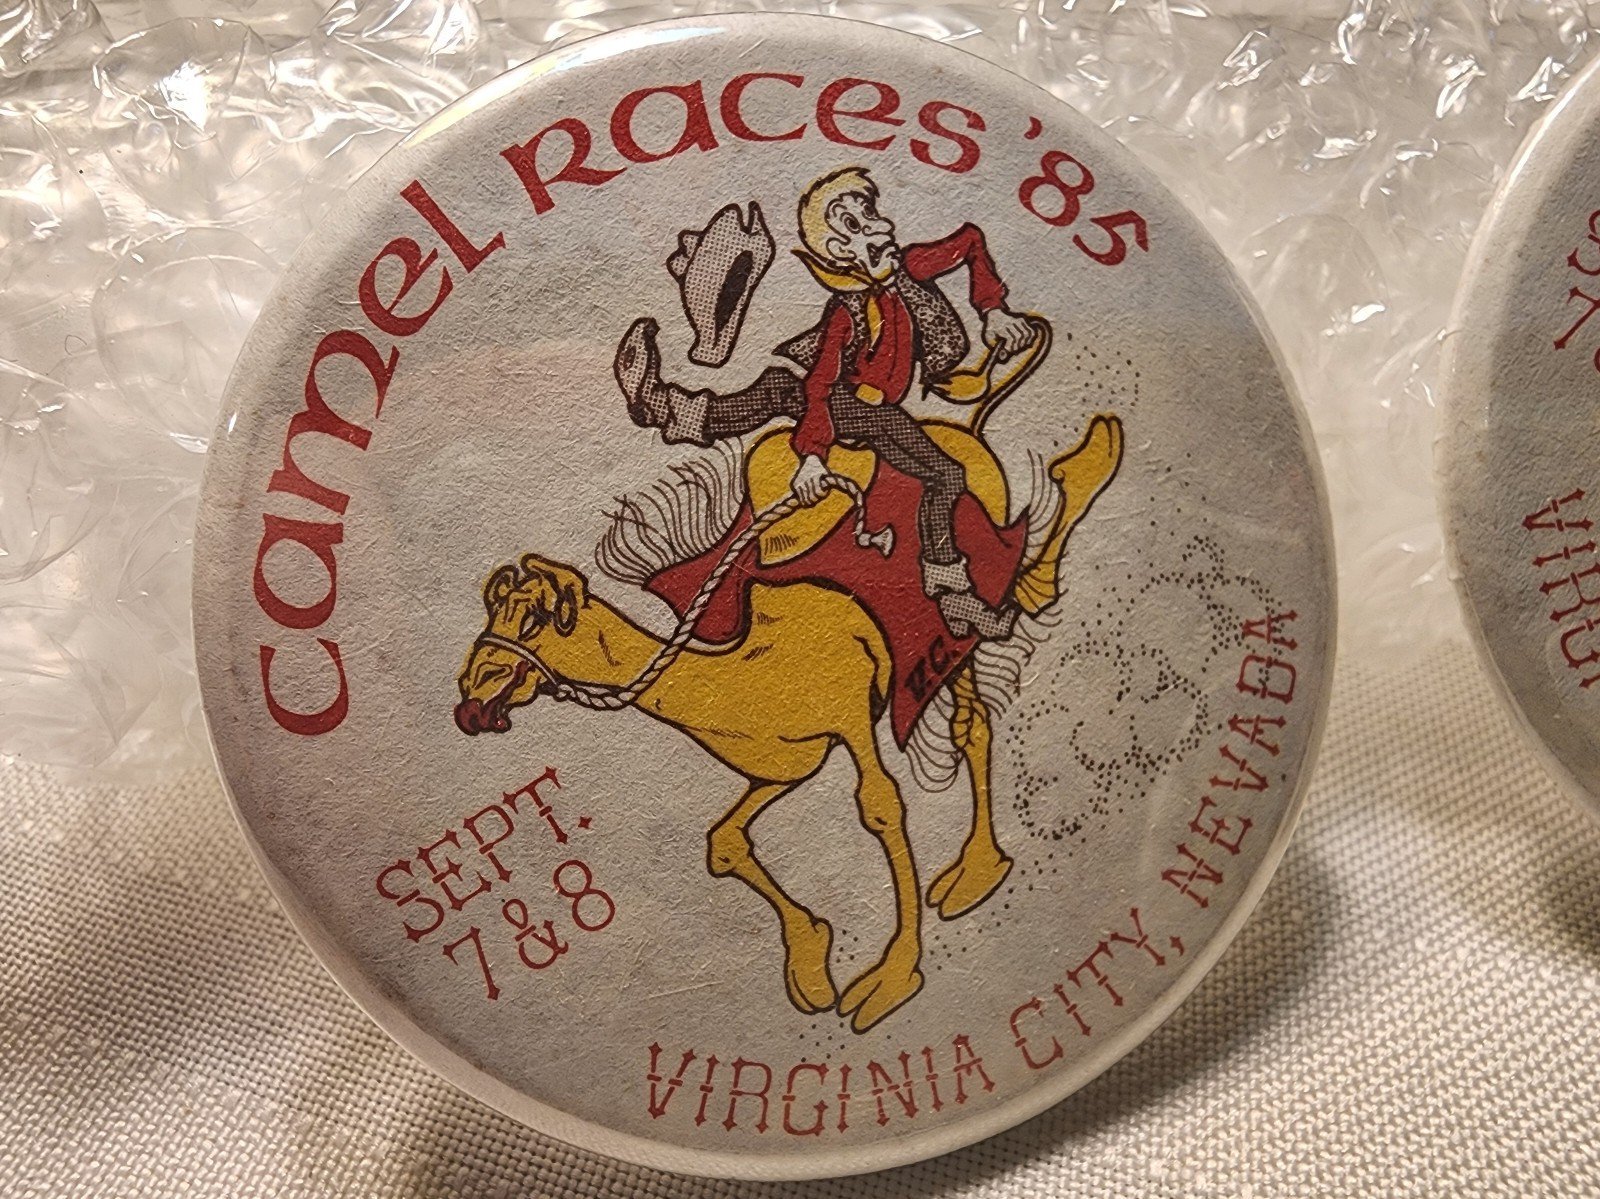 Camel Races '85
V.C.
SEPT.
7 & 8
VIRGINIA CITY, NEVADA